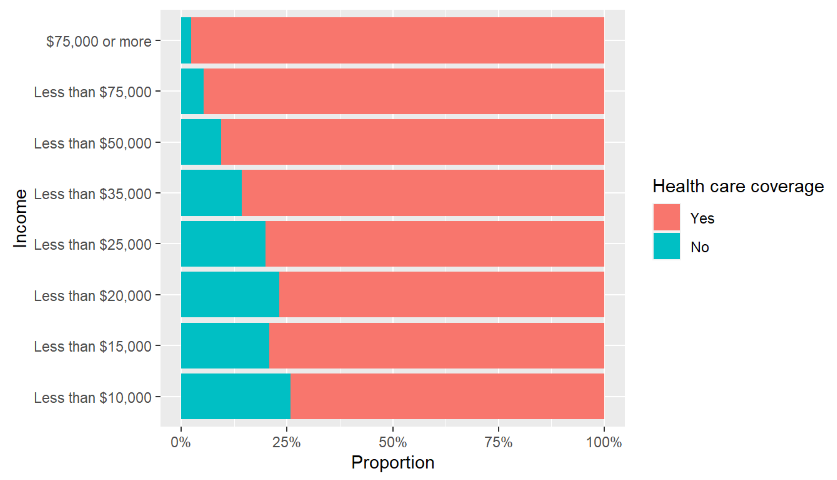 $75,000 or more
Less than $75,000
Less than $50,000
Less than $35,000
Less than $25,000
Less than $20,000
Less than $15,000
Less than $10,000
Income
0% 25% 50% 75% 100%
Proportion
Health care coverage
Yes
No